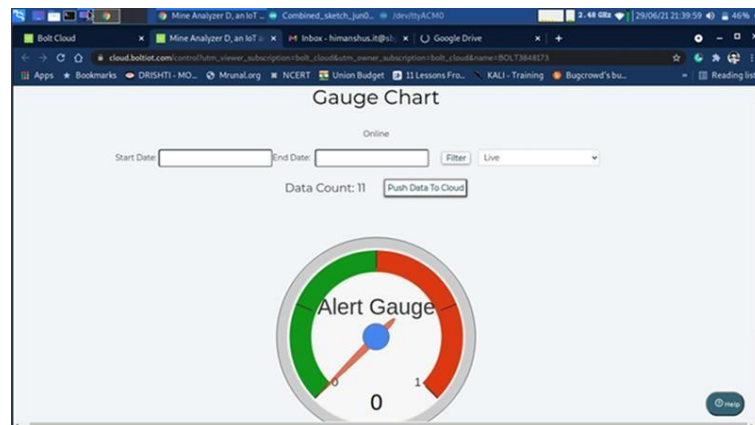 Mine Analyzer D, an IoT ... Combined_sketch_jun0... /dev/ttyACM0 2.48 GHz 29/06/21 21:39:59 46%
Bolt Cloud Mine Analyzer D, an IoT a Inbox - himanshus.it@sb Google Drive
cloud.boltiot.com/control?utm_viewer_subscription=bolt_cloud&utm_owner_subscription=bolt_cloud&name=BOLT3848173
Apps Bookmarks DRISHTI - MO... Mrunal.org NCERT Union Budget 11 Lessons Fro... KALI - Training Bugcrowd's bu... Reading list
Gauge Chart
Online
Start Date: End Date: Filter Live
Data Count: 11 Push Data To Cloud
Alert Gauge
0 1
0
Help